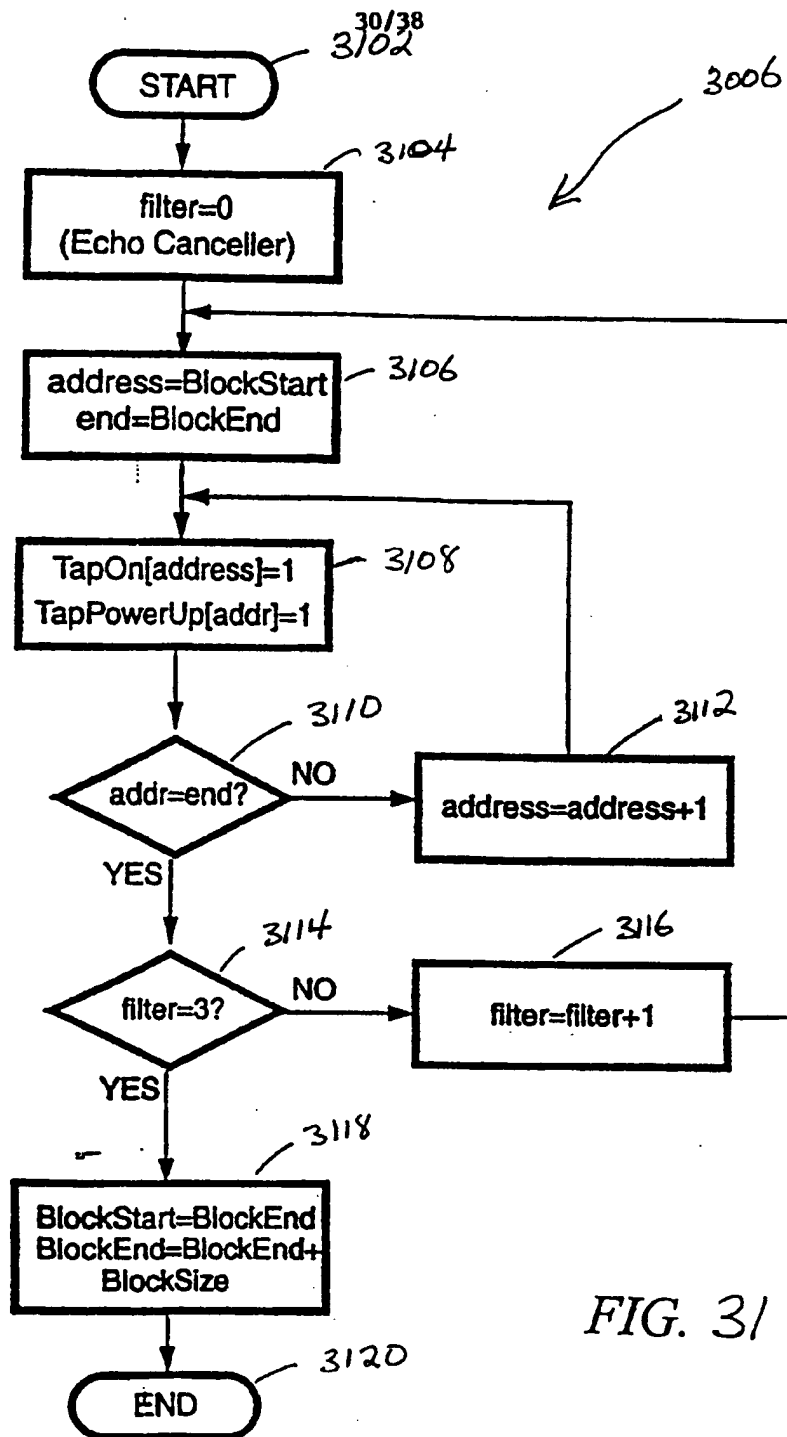 30/38
3102
START
3006
3104
filter=0
(Echo Canceller)
3106
address=BlockStart
end=BlockEnd
3108
TapOn[address]=1
TapPowerUp[addr]=1
3110
addr=end?
NO
3112
address=address+1
YES
3114
filter=3?
NO
3116
filter=filter+1
YES
3118
BlockStart=BlockEnd
BlockEnd=BlockEnd+
BlockSize
3120
END
FIG. 31